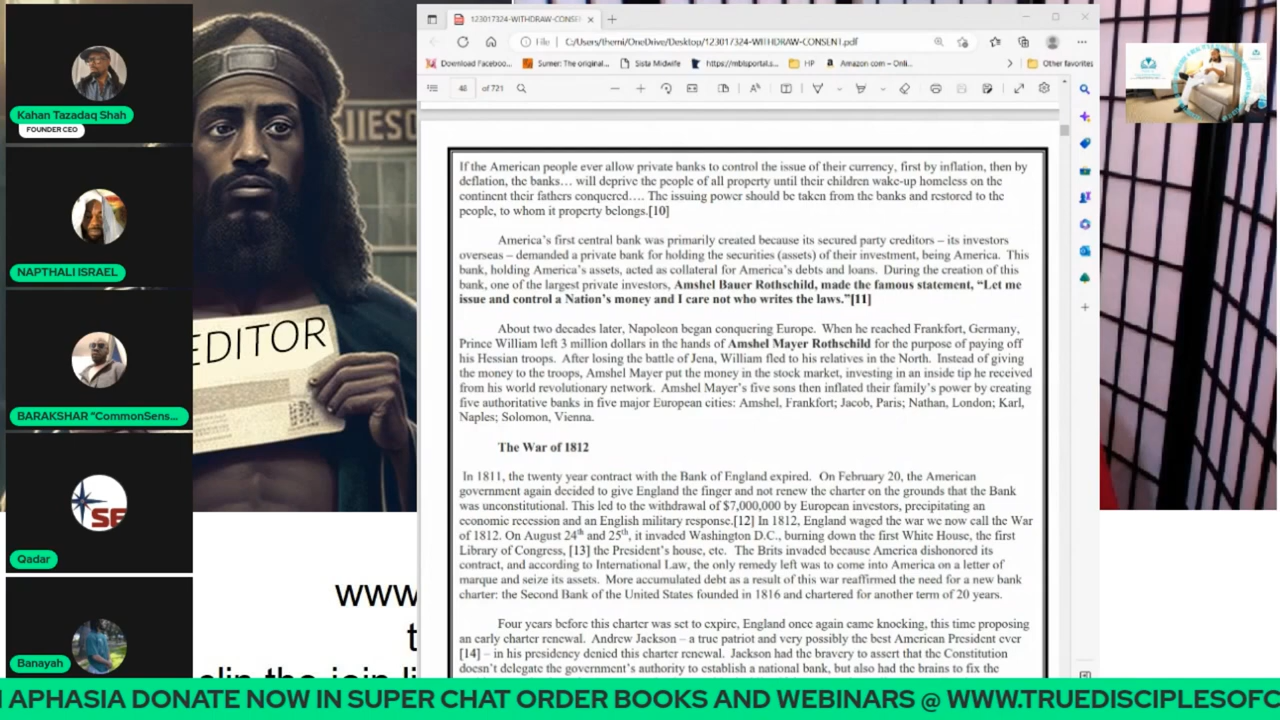 Kahan Tazadaq Shah
FOUNDER CEO
NAPTHALI ISRAEL
BARAKSHAR "CommonSens...
Qadar
Banayah
EDITOR
123017324-WITHDRAW-CONSE
File
C:/Users/themi/OneDrive/Desktop/123017324-WITHDRAW-CONSENT.pdf
Download Faceboo...
Sumer: The original...
Sista Midwife
https://mblsportal.s...
HP
Amazon com – Onli...
Other favorites
48 of 721
If the American people ever allow private banks to control the issue of their currency, first by inflation, then by
deflation, the banks… will deprive the people of all property until their children wake-up homeless on the
continent their fathers conquered…. The issuing power should be taken from the banks and restored to the
people, to whom it property belongs.[10]
America's first central bank was primarily created because its secured party creditors – its investors
overseas – demanded a private bank for holding the securities (assets) of their investment, being America. This
bank, holding America's assets, acted as collateral for America's debts and loans. During the creation of this
bank, one of the largest private investors, Amshel Bauer Rothschild, made the famous statement, "Let me
issue and control a Nation's money and I care not who writes the laws."[11]
About two decades later, Napoleon began conquering Europe. When he reached Frankfort, Germany,
Prince William left 3 million dollars in the hands of Amshel Mayer Rothschild for the purpose of paying off
his Hessian troops. After losing the battle of Jena, William fled to his relatives in the North. Instead of giving
the money to the troops, Amshel Mayer put the money in the stock market, investing in an inside tip he received
from his world revolutionary network. Amshel Mayer's five sons then inflated their family's power by creating
five authoritative banks in five major European cities: Amshel, Frankfort; Jacob, Paris; Nathan, London; Karl,
Naples; Solomon, Vienna.
The War of 1812
In 1811, the twenty year contract with the Bank of England expired. On February 20, the American
government again decided to give England the finger and not renew the charter on the grounds that the Bank
was unconstitutional. This led to the withdrawal of $7,000,000 by European investors, precipitating an
economic recession and an English military response.[12] In 1812, England waged the war we now call the War
of 1812. On August 24th and 25th, it invaded Washington D.C., burning down the first White House, the first
Library of Congress, [13] the President's house, etc. The Brits invaded because America dishonored its
contract, and according to International Law, the only remedy left was to come into America on a letter of
marque and seize its assets. More accumulated debt as a result of this war reaffirmed the need for a new bank
charter: the Second Bank of the United States founded in 1816 and chartered for another term of 20 years.
Four years before this charter was set to expire, England once again came knocking, this time proposing
an early charter renewal. Andrew Jackson – a true patriot and very possibly the best American President ever
[14] – in his presidency denied this charter renewal. Jackson had the bravery to assert that the Constitution
doesn't delegate the government's authority to establish a national bank, but also had the brains to fix the
www
APHASIA DONATE NOW IN SUPER CHAT ORDER BOOKS AND WEBINARS @ WWW.TRUEDISCIPLESOFC